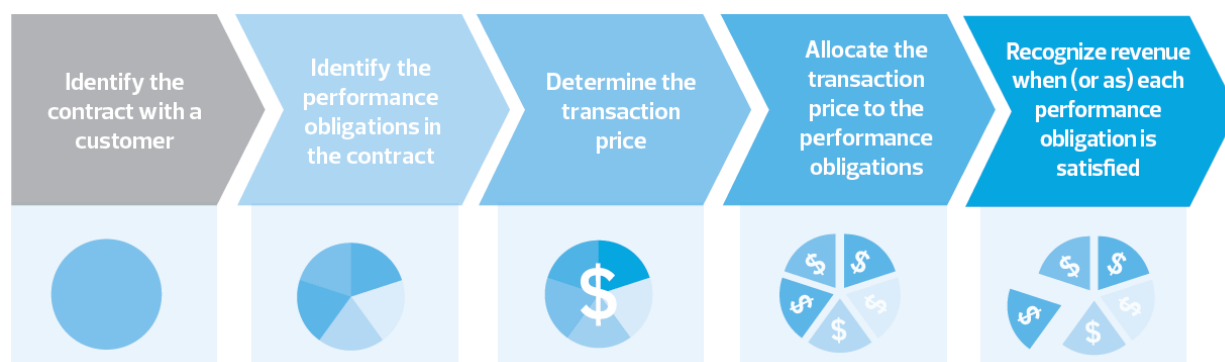 Identify the
contract with a
customer
Identify the
performance
obligations in
the contract
Determine the
transaction
price
Allocate the
transaction
price to the
performance
obligations
Recognize revenue
when (or as) each
performance
obligation is
satisfied
$
$
$
$
$
$
$
$
$
$
$